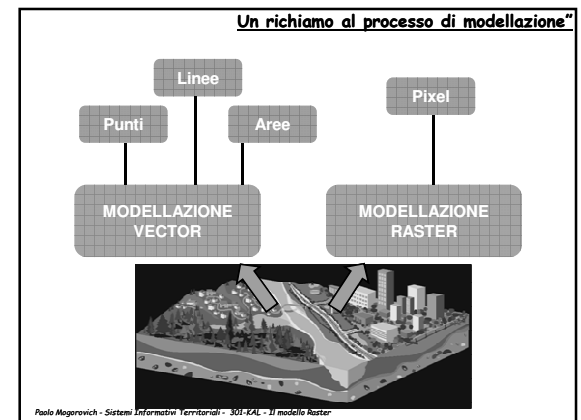 Un richiamo al processo di modellazione”
Linee
Pixel
Punti
Aree
MODELLAZIONE
VECTOR
MODELLAZIONE
RASTER
Paolo Mogorovich - Sistemi Informativi Territoriali - 301-KAL - Il modello Raster